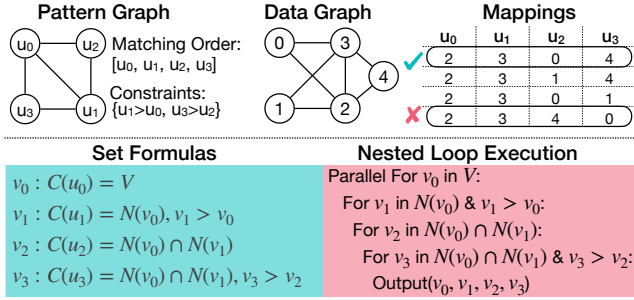 Pattern Graph
u₀
u₂
u₃
u₁
Matching Order:
[u₀, u₁, u₂, u₃]
Constraints:
{u₁>u₀, u₃>u₂}
Data Graph
0
3
4
1
2
Mappings
u₀ u₁ u₂ u₃
✓ 2 3 0 4
2 3 1 4
2 3 0 1
✘ 2 3 4 0
Set Formulas
v₀ : C(u₀) = V
v₁ : C(u₁) = N(v₀), v₁ > v₀
v₂ : C(u₂) = N(v₀) ∩ N(v₁)
v₃ : C(u₃) = N(v₀) ∩ N(v₁), v₃ > v₂
Nested Loop Execution
Parallel For v₀ in V:
For v₁ in N(v₀) & v₁ > v₀:
For v₂ in N(v₀) ∩ N(v₁):
For v₃ in N(v₀) ∩ N(v₁) & v₃ > v₂:
Output(v₀, v₁, v₂, v₃)